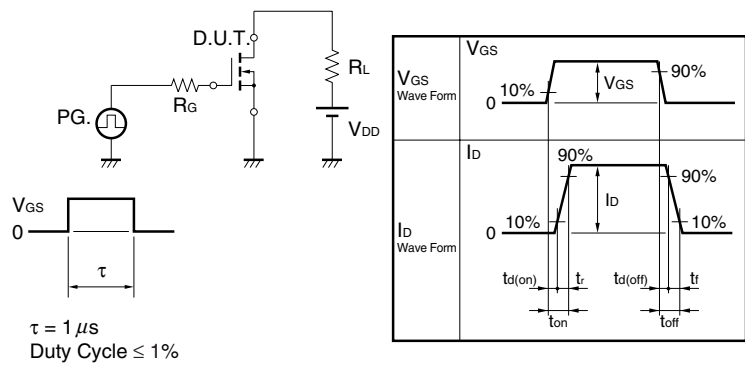 D.U.T.
RL
RG
PG.
VDD
VGS
0
τ
τ = 1 μs
Duty Cycle ≤ 1%
VGS
Wave Form
VGS
10%
0
VGS
90%
ID
Wave Form
ID
90%
90%
10%
ID
10%
0
td(on)
tr
td(off)
tf
ton
toff